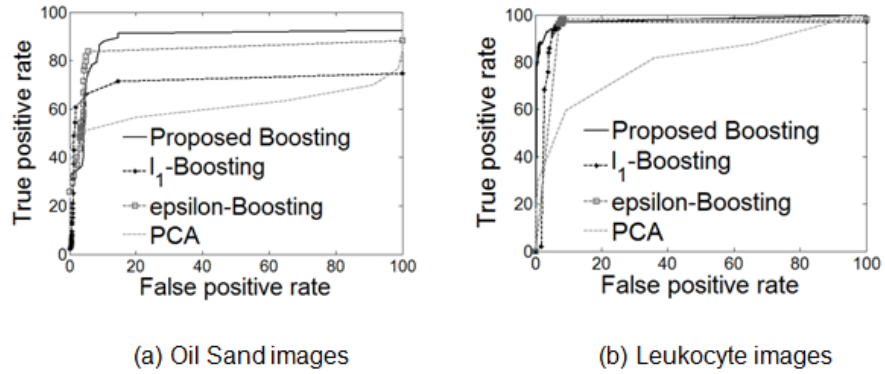 True positive rate
100
80
60
40
20
0
0
20
40
60
80
100
False positive rate
Proposed Boosting
l1-Boosting
epsilon-Boosting
PCA
(a) Oil Sand images
True positive rate
100
80
60
40
20
0
0
20
40
60
80
100
False positive rate
Proposed Boosting
l1-Boosting
epsilon-Boosting
PCA
(b) Leukocyte images